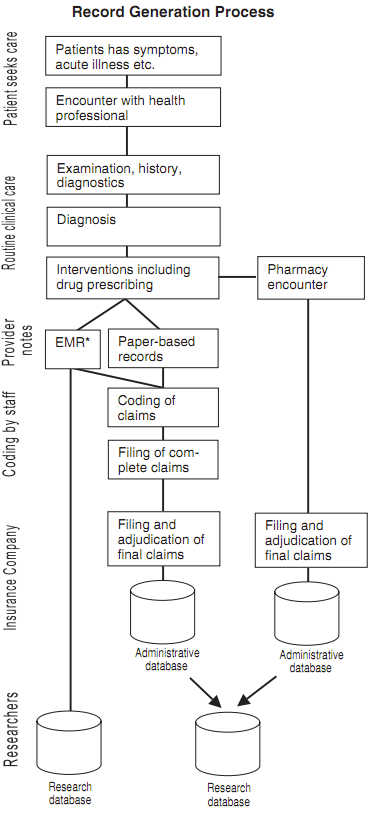 Record Generation Process
Patient seeks care
Patients has symptoms,
acute illness etc.
Encounter with health
professional
Routine clinical care
Examination, history,
diagnostics
Diagnosis
Interventions including
drug prescribing
Pharmacy
encounter
Provider
notes
EMR*
Paper-based
records
Coding by staff
Coding of
claims
Filing of com-
plete claims
Insurance Company
Filing and
adjudication of
final claims
Filing and
adjudication of
final claims
Administrative
database
Administrative
database
Researchers
Research
database
Research
database